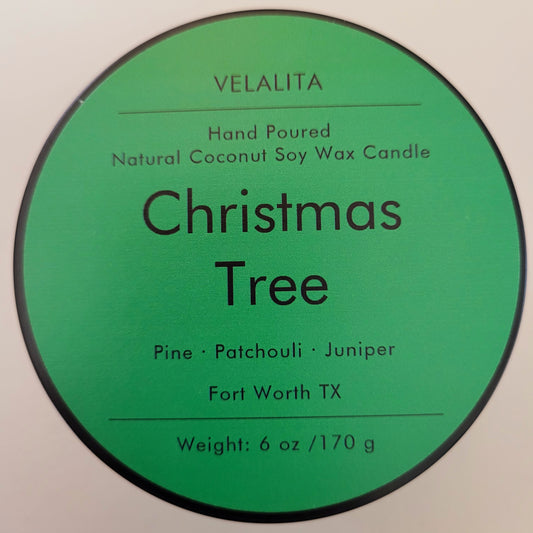 VELALITA
Hand Poured
Natural Coconut Soy Wax Candle
Christmas
Tree
Pine · Patchouli · Juniper
Fort Worth TX
Weight: 6 oz /170 g